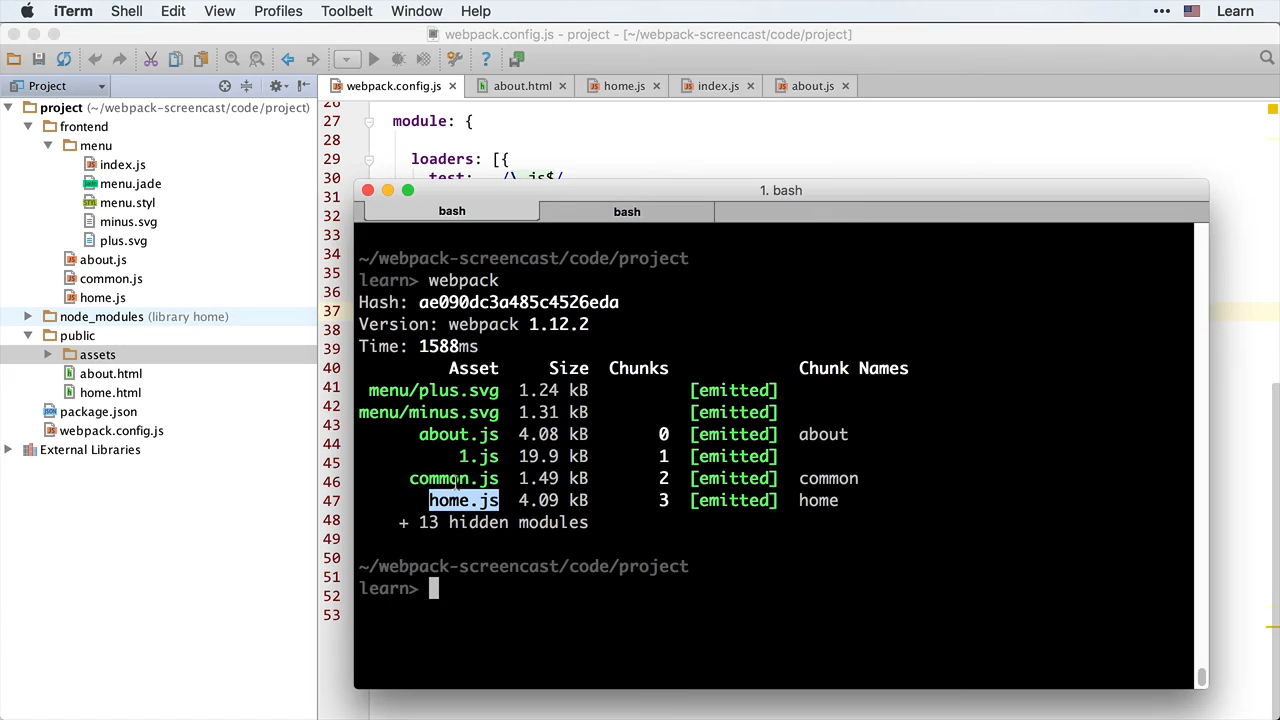 iTerm Shell Edit View Profiles Toolbelt Window Help Learn
webpack.config.js - project - [~/webpack-screencast/code/project]
Project webpack.config.js about.html home.js index.js about.js
project (~/webpack-screencast/code/project)
frontend
menu
index.js
menu.jade
menu.styl
minus.svg
plus.svg
about.js
common.js
home.js
node_modules (library home)
public
assets
about.html
home.html
package.json
webpack.config.js
External Libraries
26
27 module: {
28
29 loaders: [{
30 test: /\.js$/
31
32
33
34
35
36
37
38
39
40
41
42
43
44
45
46
47
48
49
50
51
52
53
1. bash
bash bash
~/webpack-screencast/code/project
learn> webpack
Hash: ae090dc3a485c4526eda
Version: webpack 1.12.2
Time: 1588ms
Asset Size Chunks Chunk Names
menu/plus.svg 1.24 kB [emitted]
menu/minus.svg 1.31 kB [emitted]
about.js 4.08 kB 0 [emitted] about
1.js 19.9 kB 1 [emitted]
common.js 1.49 kB 2 [emitted] common
home.js 4.09 kB 3 [emitted] home
+ 13 hidden modules
~/webpack-screencast/code/project
learn>